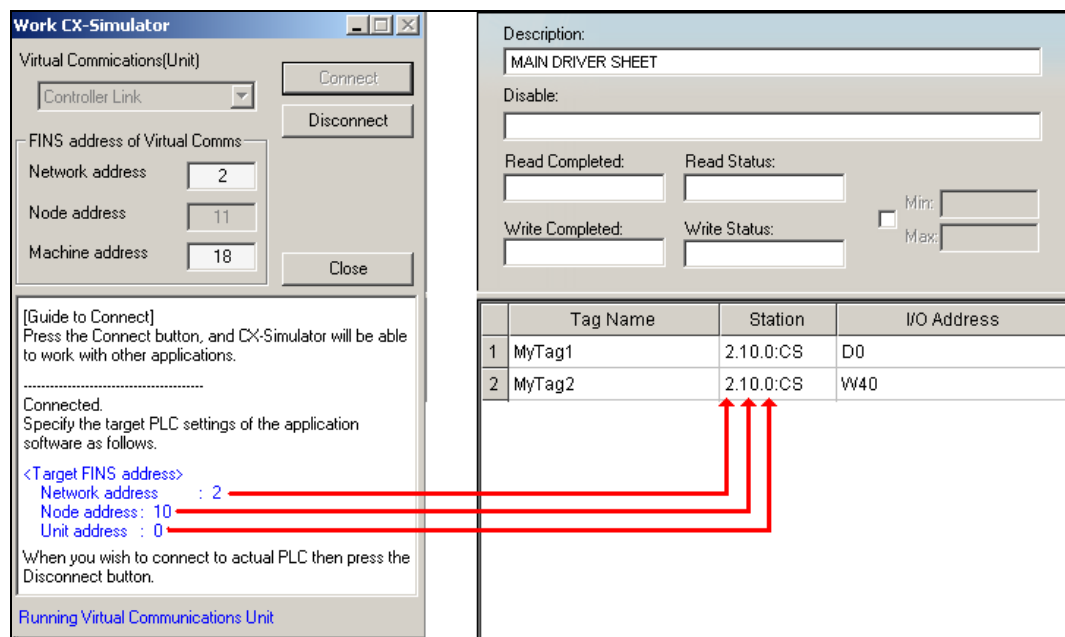 Work CX-Simulator
Virtual Commications(Unit)
Controller Link
Connect
Disconnect
FINS address of Virtual Comms
Network address 2
Node address 11
Machine address 18
Close
[Guide to Connect]
Press the Connect button, and CX-Simulator will be able
to work with other applications.
----------------------------------------
Connected.
Specify the target PLC settings of the application
software as follows.
<Target FINS address>
Network address : 2
Node address : 10
Unit address : 0
When you wish to connect to actual PLC then press the
Disconnect button.
Running Virtual Communications Unit
Description:
MAIN DRIVER SHEET
Disable:
Read Completed: Read Status:
Min:
Write Completed: Write Status:
Max:
Tag Name Station I/O Address
1 MyTag1 2.10.0:CS D0
2 MyTag2 2.10.0:CS W40